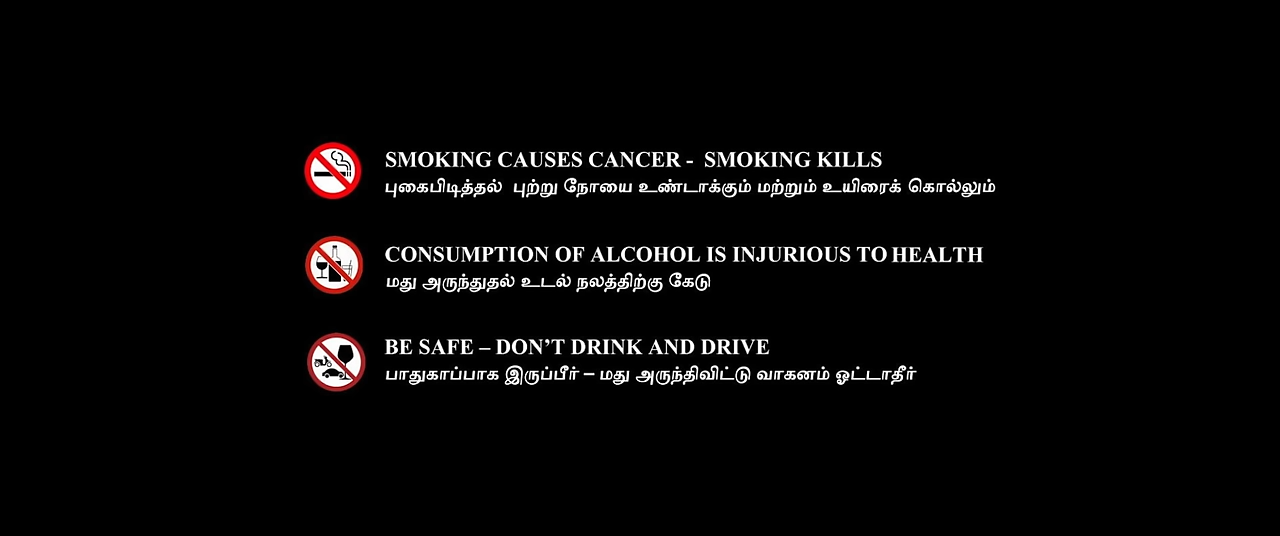 SMOKING CAUSES CANCER - SMOKING KILLS
புகைபிடித்தல் புற்று நோயை உண்டாக்கும் மற்றும் உயிரைக் கொல்லும்
CONSUMPTION OF ALCOHOL IS INJURIOUS TO HEALTH
மது அருந்துதல் உடல் நலத்திற்கு கேடு
BE SAFE – DON’T DRINK AND DRIVE
பாதுகாப்பாக இருப்பீர் – மது அருந்திவிட்டு வாகனம் ஓட்டாதீர்